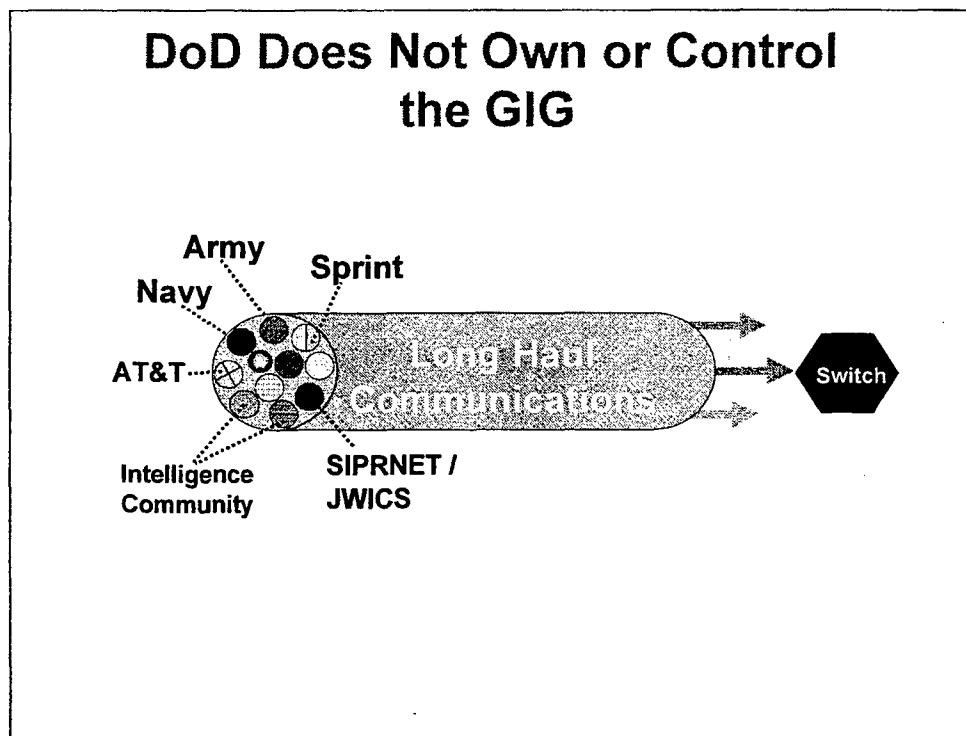 DoD Does Not Own or Control
the GIG
Army
Sprint
Navy
AT&T
Long Haul
Communications
Switch
Intelligence
Community
SIPRNET /
JWICS